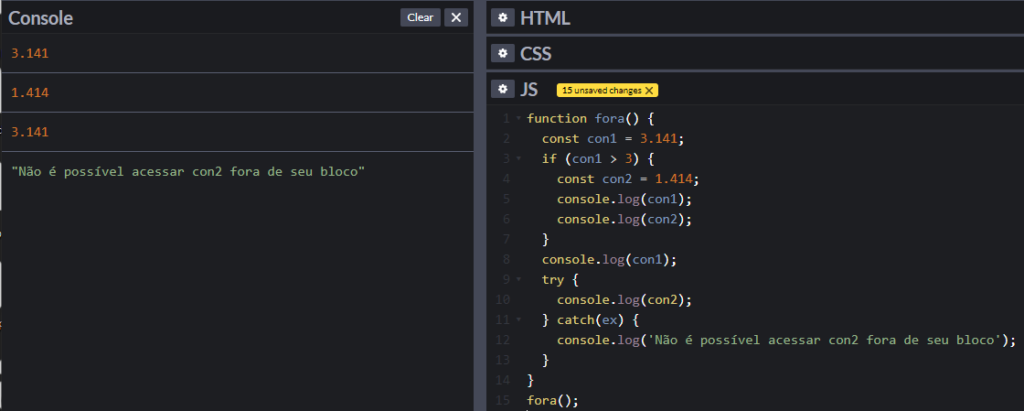 Console
Clear
3.141
1.414
3.141
"Não é possível acessar con2 fora de seu bloco"
HTML
CSS
JS
15 unsaved changes X
1 function fora() {
2 const con1 = 3.141;
3 if (con1 > 3) {
4 const con2 = 1.414;
5 console.log(con1);
6 console.log(con2);
7 }
8 console.log(con1);
9 try {
10 console.log(con2);
11 } catch(ex) {
12 console.log('Não é possível acessar con2 fora de seu bloco');
13 }
14 }
15 fora();